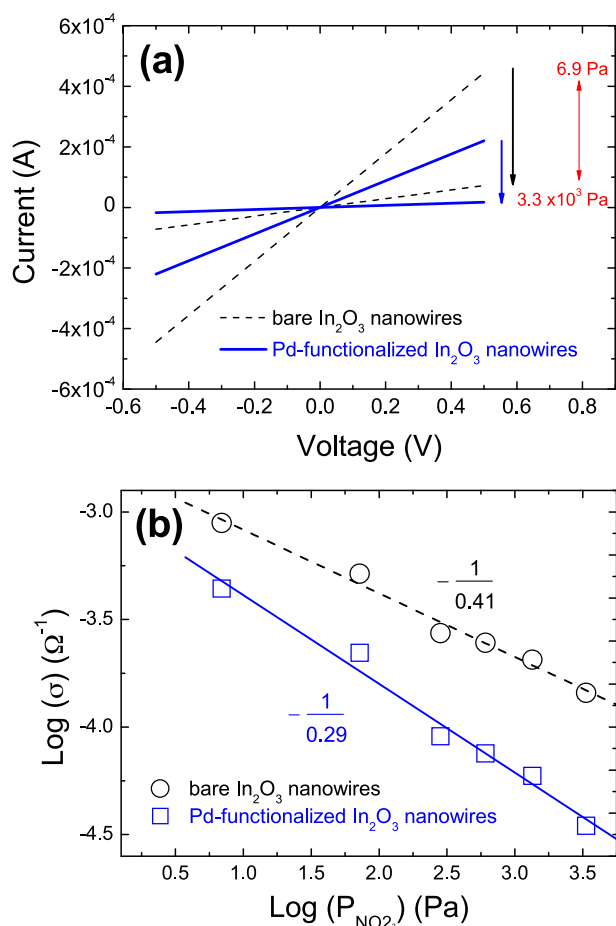 6x10⁻⁴
4x10⁻⁴
2x10⁻⁴
0
-2x10⁻⁴
-4x10⁻⁴
-6x10⁻⁴
Current (A)
(a)
6.9 Pa
3.3 x10³ Pa
bare In₂O₃ nanowires
Pd-functionalized In₂O₃ nanowires
-0.6 -0.4 -0.2 0.0 0.2 0.4 0.6 0.8
Voltage (V)
-3.0
-3.5
-4.0
-4.5
Log (σ) (Ω⁻¹)
(b)
- 1
0.41
- 1
0.29
bare In₂O₃ nanowires
Pd-functionalized In₂O₃ nanowires
0.5 1.0 1.5 2.0 2.5 3.0 3.5
Log (P_NO2,) (Pa)